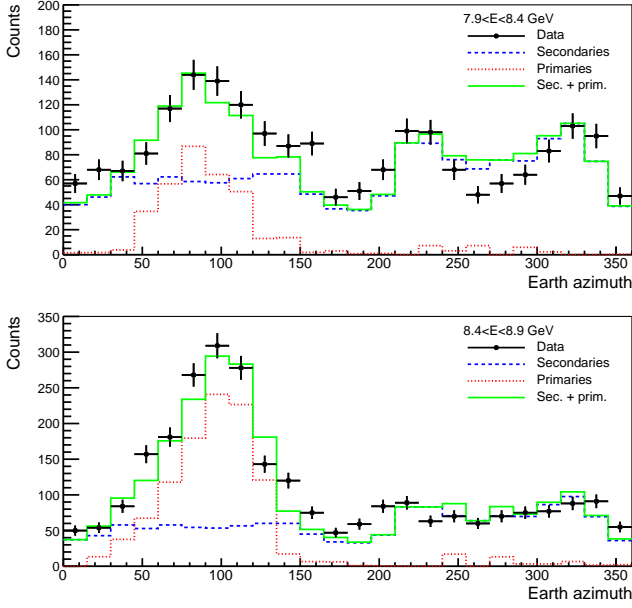 Counts
200
180
160
140
120
100
80
60
40
20
0
7.9<E<8.4 GeV
Data
Secondaries
Primaries
Sec. + prim.
0 50 100 150 200 250 300 350
Earth azimuth
Counts
350
300
250
200
150
100
50
0
8.4<E<8.9 GeV
Data
Secondaries
Primaries
Sec. + prim.
0 50 100 150 200 250 300 350
Earth azimuth